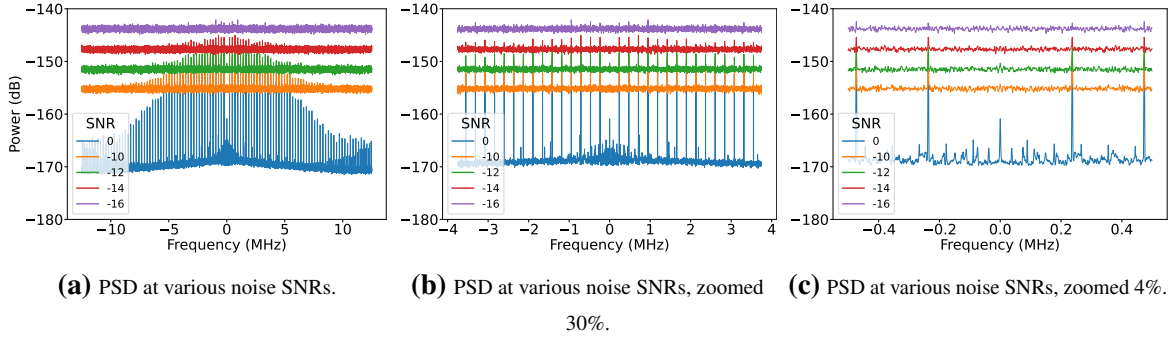 −140
−150
−160
−170
−180
Power (dB)
SNR
0
-10
-12
-14
-16
−10 −5 0 5 10
Frequency (MHz)
(a) PSD at various noise SNRs.
−140
−150
−160
−170
−180
SNR
0
-10
-12
-14
-16
−4 −3 −2 −1 0 1 2 3 4
Frequency (MHz)
(b) PSD at various noise SNRs, zoomed
30%.
−140
−150
−160
−170
−180
SNR
0
-10
-12
-14
-16
−0.4 −0.2 0.0 0.2 0.4
Frequency (MHz)
(c) PSD at various noise SNRs, zoomed 4%.